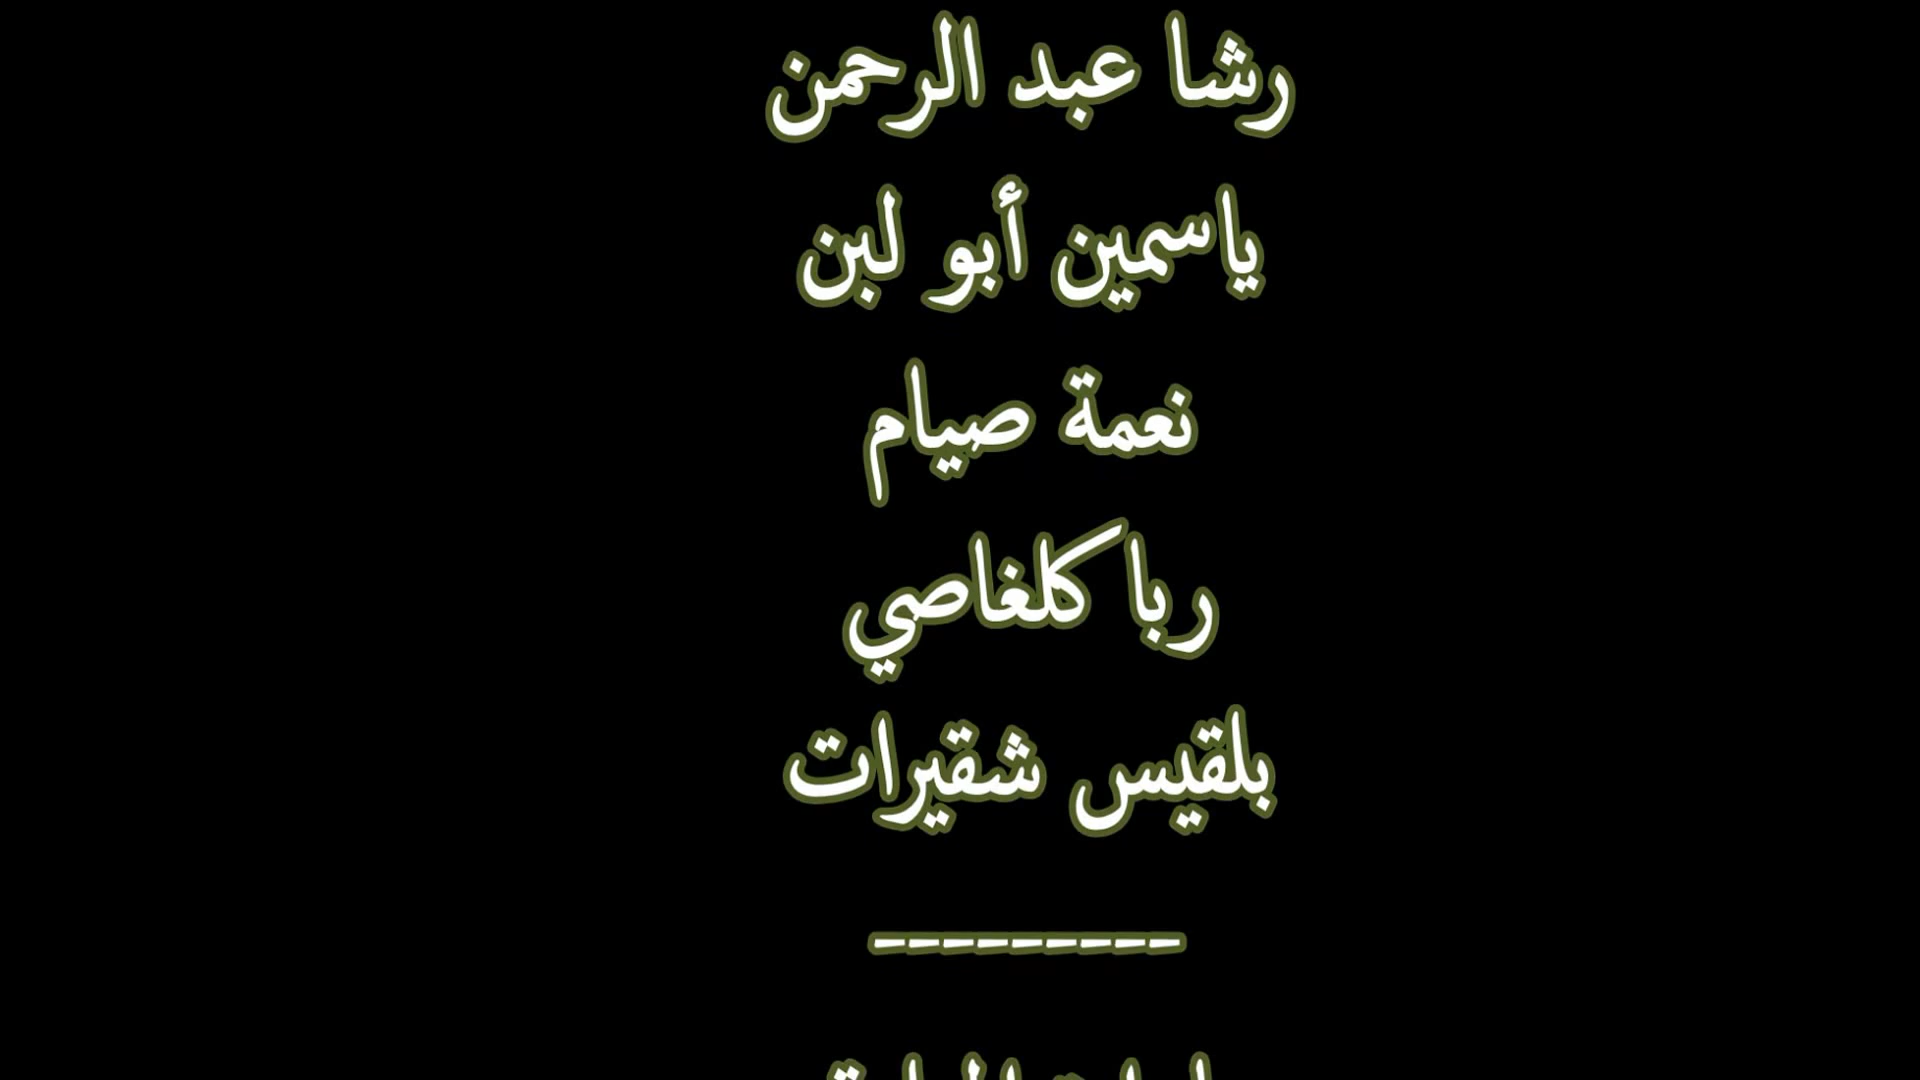 رشا عبد الرحمن
ياسمين أبو لبن
نعمة صيام
ربا كلغاصي
بلقيس شقيرات
---------